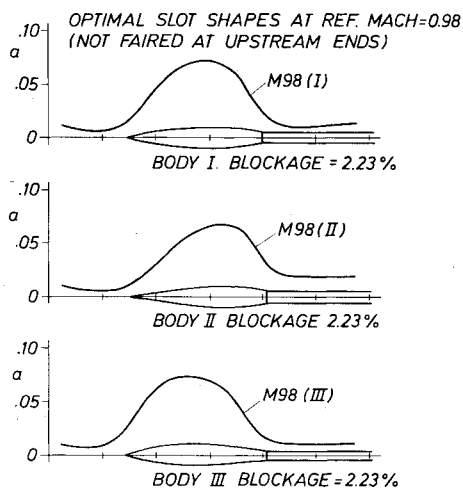 OPTIMAL SLOT SHAPES AT REF. MACH=0.98
(NOT FAIRED AT UPSTREAM ENDS)
.10
a
.05
0
M98 (I)
BODY I. BLOCKAGE = 2.23%
.10
a
.05
0
M98 (II)
BODY II BLOCKAGE 2.23%
.10
a
.05
0
M98 (III)
BODY III BLOCKAGE = 2.23%